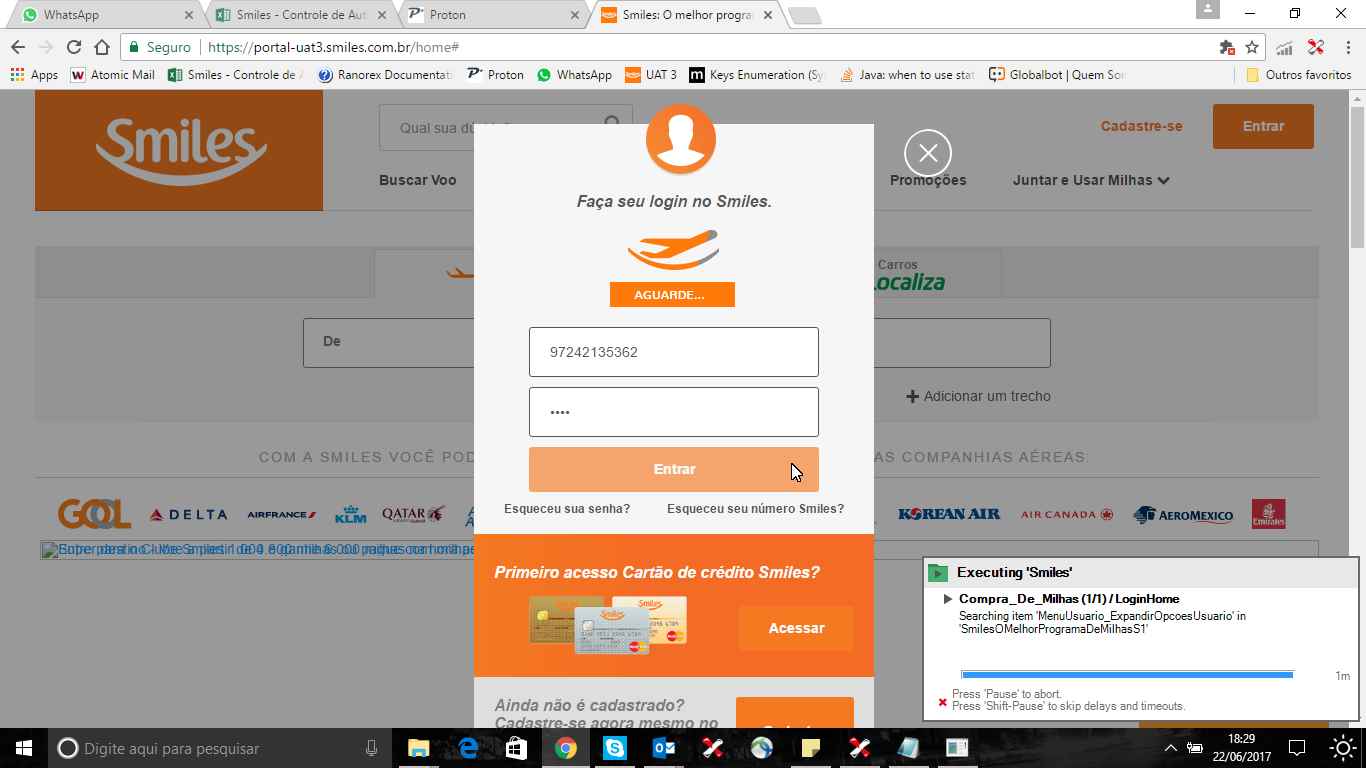 WhatsApp
Smiles - Controle de Aut
Proton
Smiles: O melhor progra
Seguro
https://portal-uat3.smiles.com.br/home#
Apps
Atomic Mail
Smiles - Controle de A
Ranorex Documentat
Proton
WhatsApp
UAT 3
Keys Enumeration (Sy
Java: when to use stat
Globalbot | Quem Som
Outros favoritos
Smiles
Qual sua dú
Cadastre-se
Entrar
Buscar Voo
Promoções
Juntar e Usar Milhas
Faça seu login no Smiles.
AGUARDE...
Carros
Localiza
De
97242135362
••••
Adicionar um trecho
Entrar
Esqueceu sua senha?
Esqueceu seu número Smiles?
COM A SMILES VOCÊ POD
AS COMPANHIAS AÉREAS:
GOL
DELTA
AIRFRANCE
KLM
QATAR
KOREAN AIR
AIR CANADA
AEROMEXICO
Emirates
Primeiro acesso Cartão de crédito Smiles?
Smiles
Smiles
Acessar
Ainda não é cadastrado?
Cadastre-se agora mesmo no
Executing 'Smiles'
Compra_De_Milhas (1/1) / LoginHome
Searching item 'MenuUsuario_ExpandirOpcoesUsuario' in
'SmilesOMelhorProgramaDeMilhasS1'
1m
Press 'Pause' to abort.
Press 'Shift-Pause' to skip delays and timeouts.
Digite aqui para pesquisar
18:29
22/06/2017